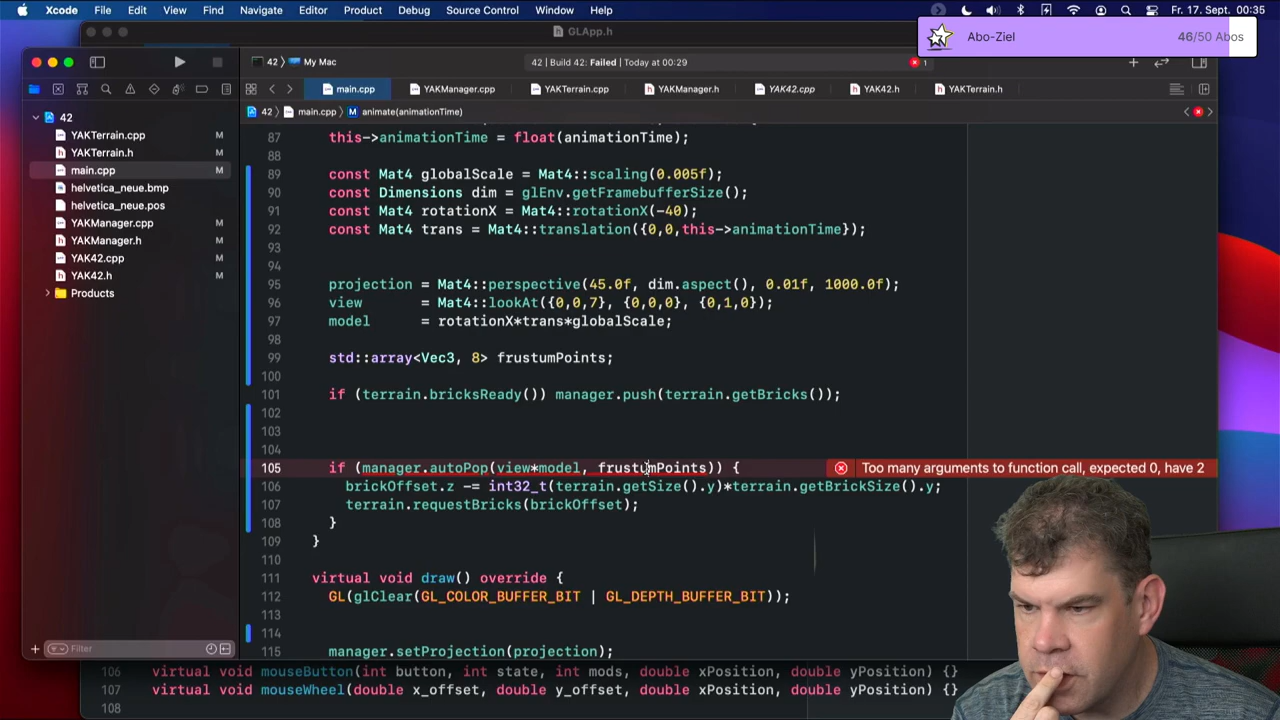 Xcode File Edit View Find Navigate Editor Product Debug Source Control Window Help Fr. 17. Sept. 00:35
GLApp.h
Abo-Ziel 46/50 Abos
42 〉 My Mac 42 | Build 42: Failed | Today at 00:29 1
main.cpp YAKManager.cpp YAKTerrain.cpp YAKManager.h YAK42.cpp YAK42.h YAKTerrain.h
42 〉 main.cpp 〉 M animate(animationTime)
42
YAKTerrain.cpp M
YAKTerrain.h M
main.cpp M
helvetica_neue.bmp
helvetica_neue.pos
YAKManager.cpp M
YAKManager.h M
YAK42.cpp M
YAK42.h M
Products
Filter
87 this->animationTime = float(animationTime);
88
89 const Mat4 globalScale = Mat4::scaling(0.005f);
90 const Dimensions dim = glEnv.getFramebufferSize();
91 const Mat4 rotationX = Mat4::rotationX(-40);
92 const Mat4 trans = Mat4::translation({0,0,this->animationTime});
93
94
95 projection = Mat4::perspective(45.0f, dim.aspect(), 0.01f, 1000.0f);
96 view = Mat4::lookAt({0,0,7}, {0,0,0}, {0,1,0});
97 model = rotationX*trans*globalScale;
98
99 std::array<Vec3, 8> frustumPoints;
100
101 if (terrain.bricksReady()) manager.push(terrain.getBricks());
102
103
104
105 if (manager.autoPop(view*model, frustumPoints)) { Too many arguments to function call, expected 0, have 2
106 brickOffset.z -= int32_t(terrain.getSize().y)*terrain.getBrickSize().y;
107 terrain.requestBricks(brickOffset);
108 }
109 }
110
111 virtual void draw() override {
112 GL(glClear(GL_COLOR_BUFFER_BIT | GL_DEPTH_BUFFER_BIT));
113
114
115 manager.setProjection(projection);
106 virtual void mouseButton(int button, int state, int mods, double xPosition, double yPosition) {}
107 virtual void mouseWheel(double x_offset, double y_offset, double xPosition, double yPosition) {}
108